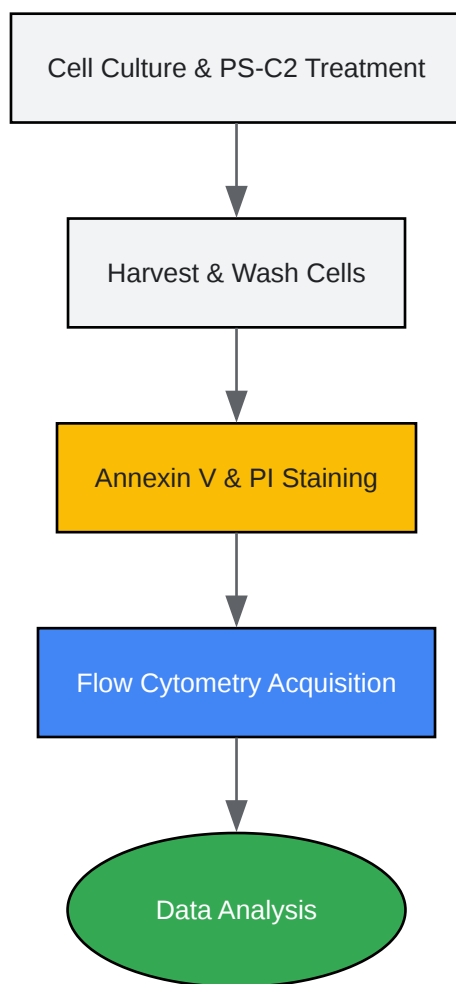 Cell Culture & PS-C2 Treatment
Harvest & Wash Cells
Annexin V & PI Staining
Flow Cytometry Acquisition
Data Analysis